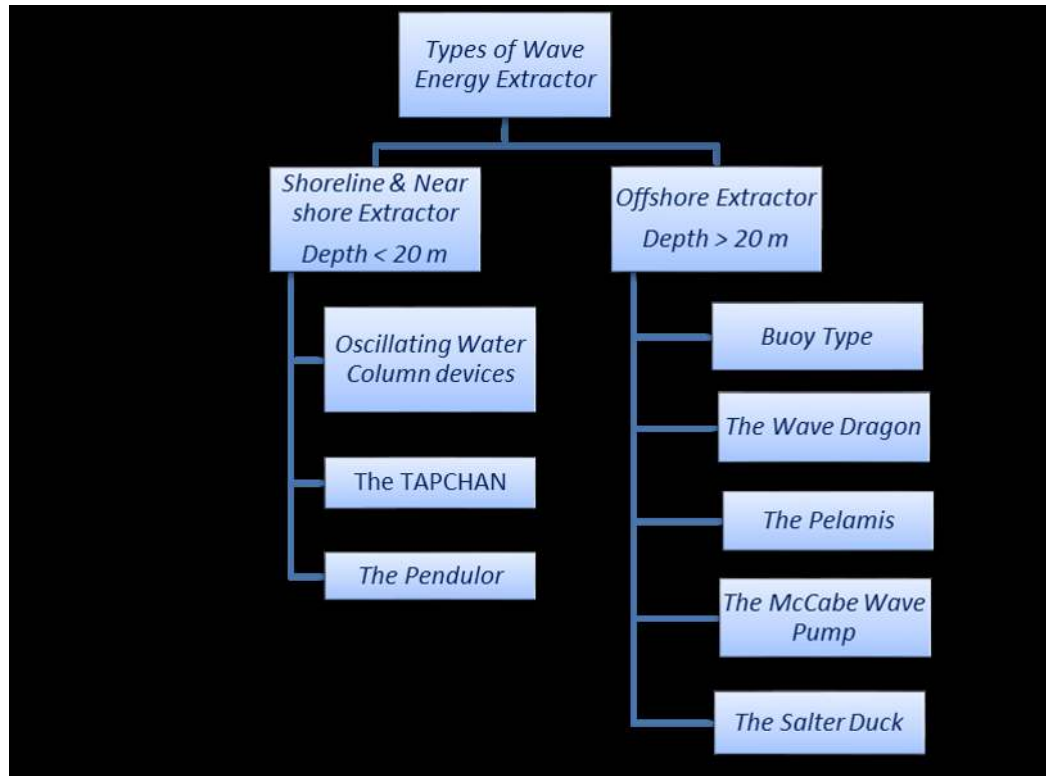 Types of Wave
Energy Extractor
Shoreline & Near
shore Extractor
Depth < 20 m
Offshore Extractor
Depth > 20 m
Oscillating Water
Column devices
The TAPCHAN
The Pendulor
Buoy Type
The Wave Dragon
The Pelamis
The McCabe Wave
Pump
The Salter Duck